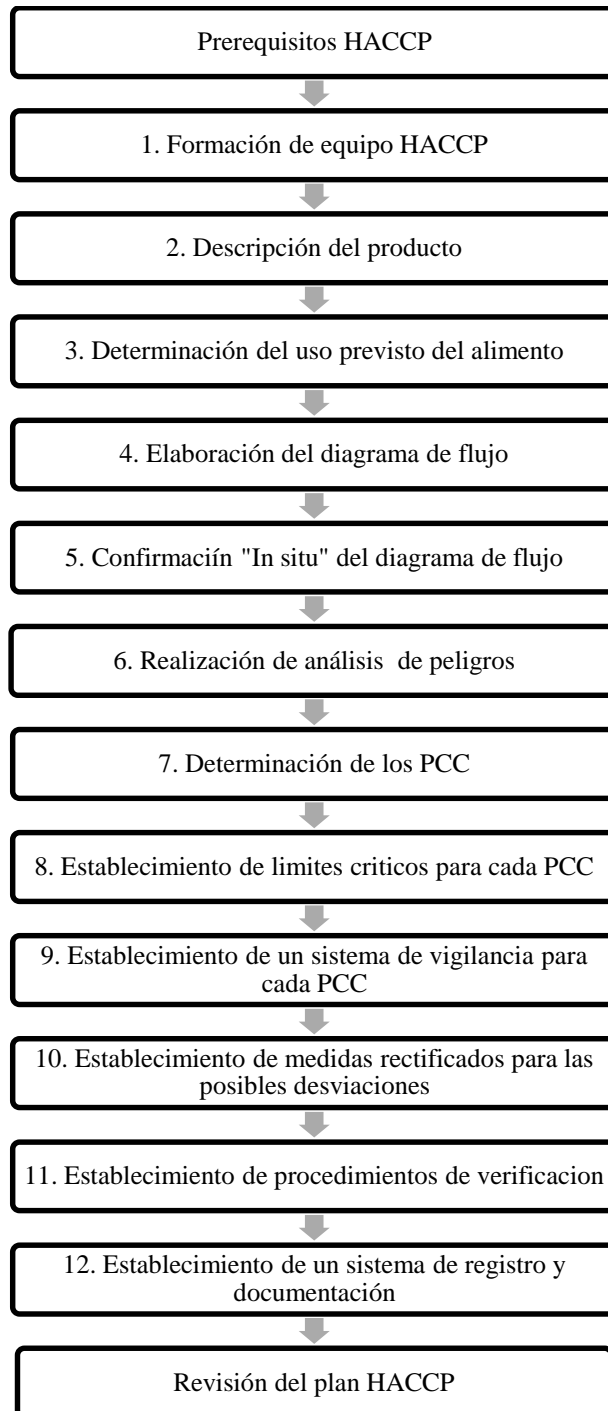 Prerequisitos HACCP
1. Formación de equipo HACCP
2. Descripción del producto
3. Determinación del uso previsto del alimento
4. Elaboración del diagrama de flujo
5. Confirmaciín "In situ" del diagrama de flujo
6. Realización de análisis de peligros
7. Determinación de los PCC
8. Establecimiento de limites criticos para cada PCC
9. Establecimiento de un sistema de vigilancia para
cada PCC
10. Establecimiento de medidas rectificados para las
posibles desviaciones
11. Establecimiento de procedimientos de verificacion
12. Establecimiento de un sistema de registro y
documentación
Revisión del plan HACCP